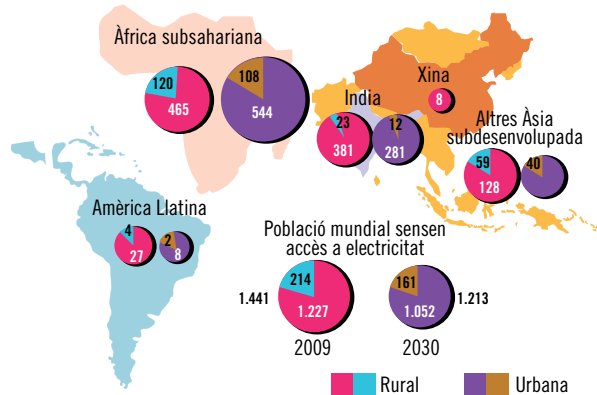 Àfrica subsahariana
120
465
108
544
Xina
8
India
23
381
12
281
Altres Àsia
subdesenvolupada
59
128
40
Amèrica Llatina
4
27
2
8
Població mundial sensen
accès a electricitat
214
1.441
1.227
161
1.052
1.213
2009
2030
Rural
Urbana